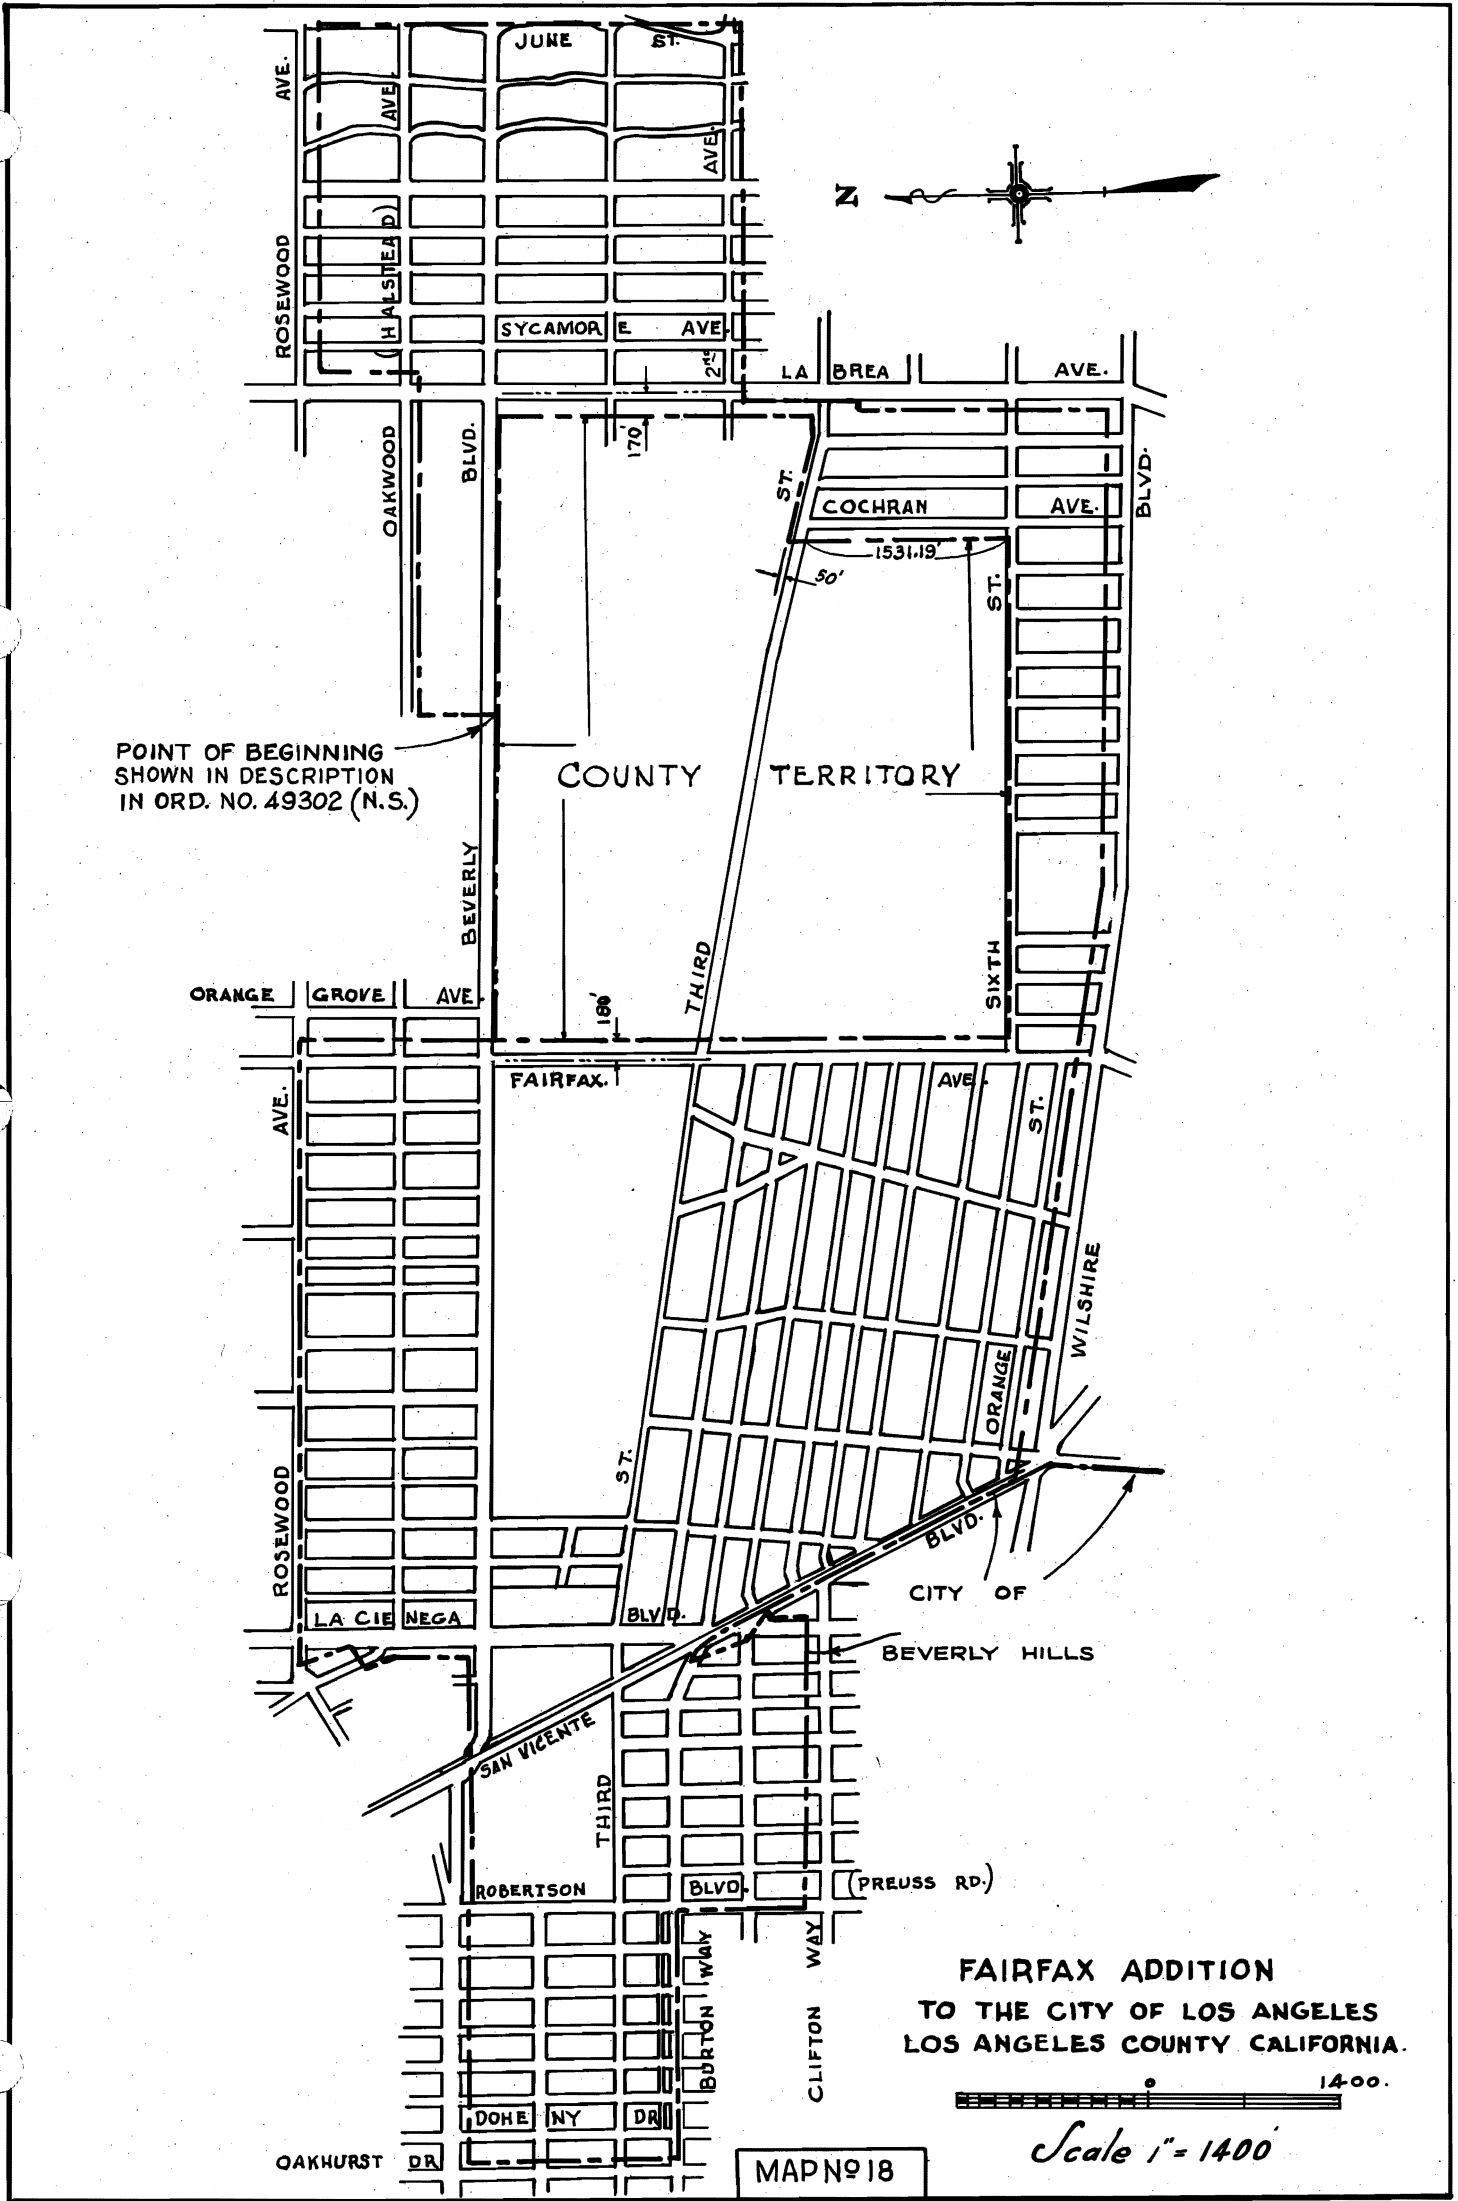 JUNE ST.
AVE.
AVE.
AVE.
N
ROSEWOOD
(HALSTEAD)
SYCAMORE AVE.
2ND
LA BREA AVE.
OAKWOOD
BLVD.
170'
ST.
BLVD.
COCHRAN AVE.
1531.19'
50'
ST.
POINT OF BEGINNING
SHOWN IN DESCRIPTION
IN ORD. NO. 49302 (N.S.)
COUNTY TERRITORY
BEVERLY
THIRD
SIXTH
ORANGE GROVE AVE.
180'
FAIRFAX. AVE.
AVE.
ST.
WILSHIRE
ORANGE
ST.
ROSEWOOD
BLVD.
CITY OF
BEVERLY HILLS
LA CIENEGA BLVD.
SAN VICENTE
THIRD
ROBERTSON BLVD.
(PREUSS RD.)
BURTON WAY
CLIFTON WAY
DOHENY DR
OAKHURST DR
FAIRFAX ADDITION
TO THE CITY OF LOS ANGELES
LOS ANGELES COUNTY CALIFORNIA.
0 1400.
Scale 1" = 1400'
MAP Nº 18